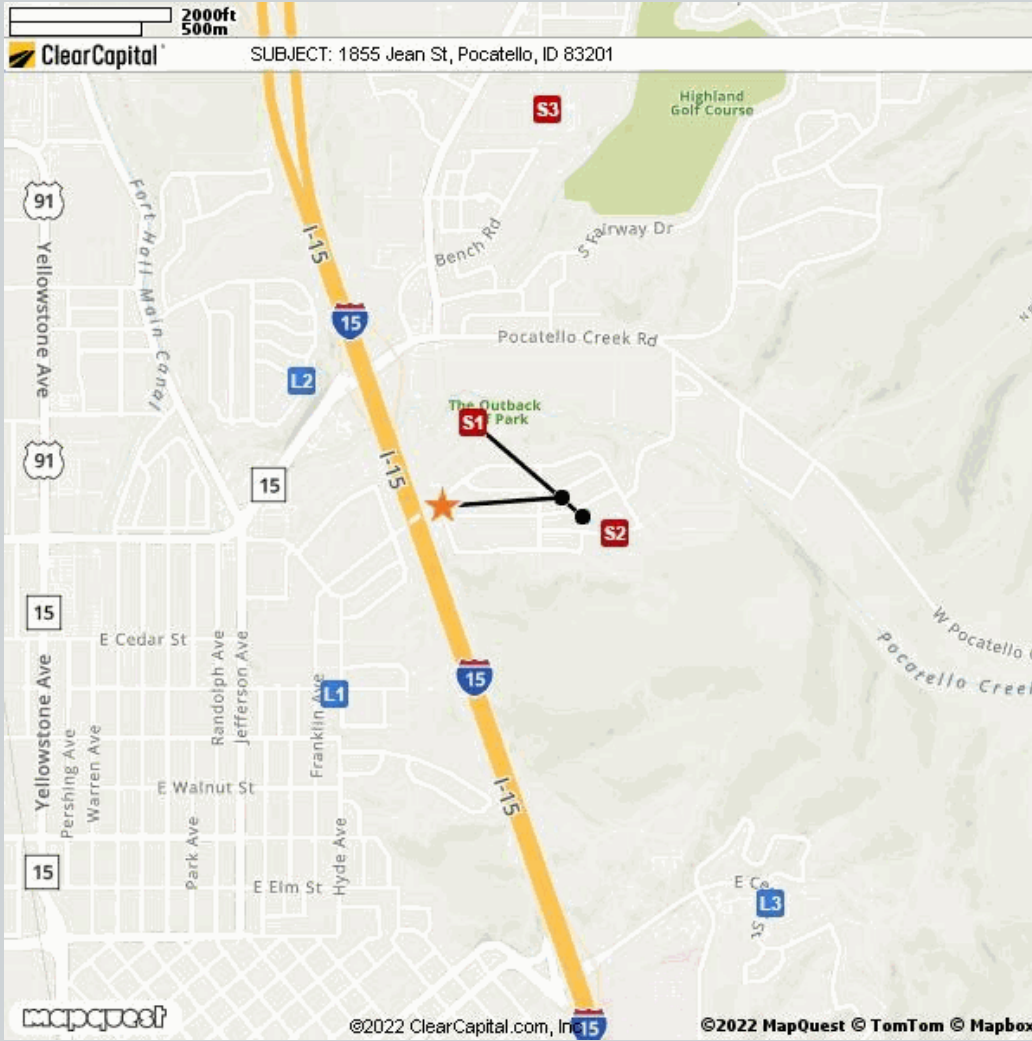 2000ft
500m
ClearCapital
SUBJECT: 1855 Jean St, Pocatello, ID 83201
S3
Highland
Golf Course
91
Fort Hall Main Canal
I-15
Yellowstone Ave
Bench Rd
S Fairway Dr
15
Pocatello Creek Rd
L2
The Outback
S1
Park
91
I-15
15
S2
15
E Cedar St
Randolph Ave
Jefferson Ave
W Pocatello
Pocatello Creek
15
L1
Franklin Ave
Yellowstone Ave
Pershing Ave
Warren Ave
E Walnut St
I-15
Park Ave
Hyde Ave
15
E Elm St
L3
St
mapquest
©2022 ClearCapital.com, Inc
15
©2022 MapQuest © TomTom © Mapbox